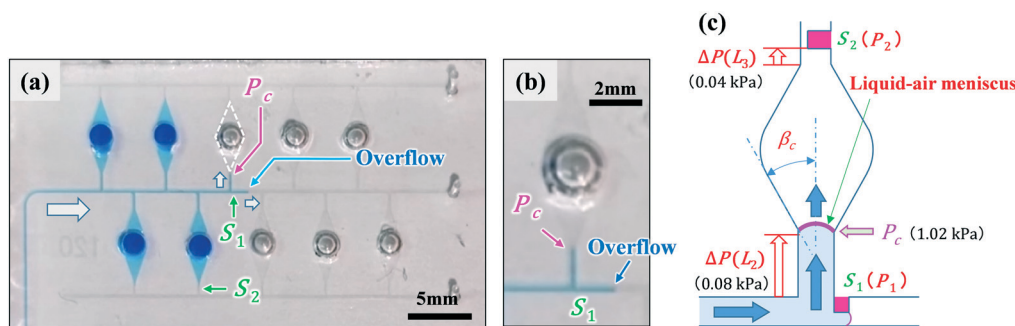 (a)
P_c
Overflow
S_1
S_2
120
5mm
(b)
2mm
P_c
Overflow
S_1
(c)
S_2 (P_2)
ΔP(L_3)
(0.04 kPa)
Liquid-air meniscus
β_c
P_c (1.02 kPa)
ΔP(L_2)
(0.08 kPa)
S_1 (P_1)